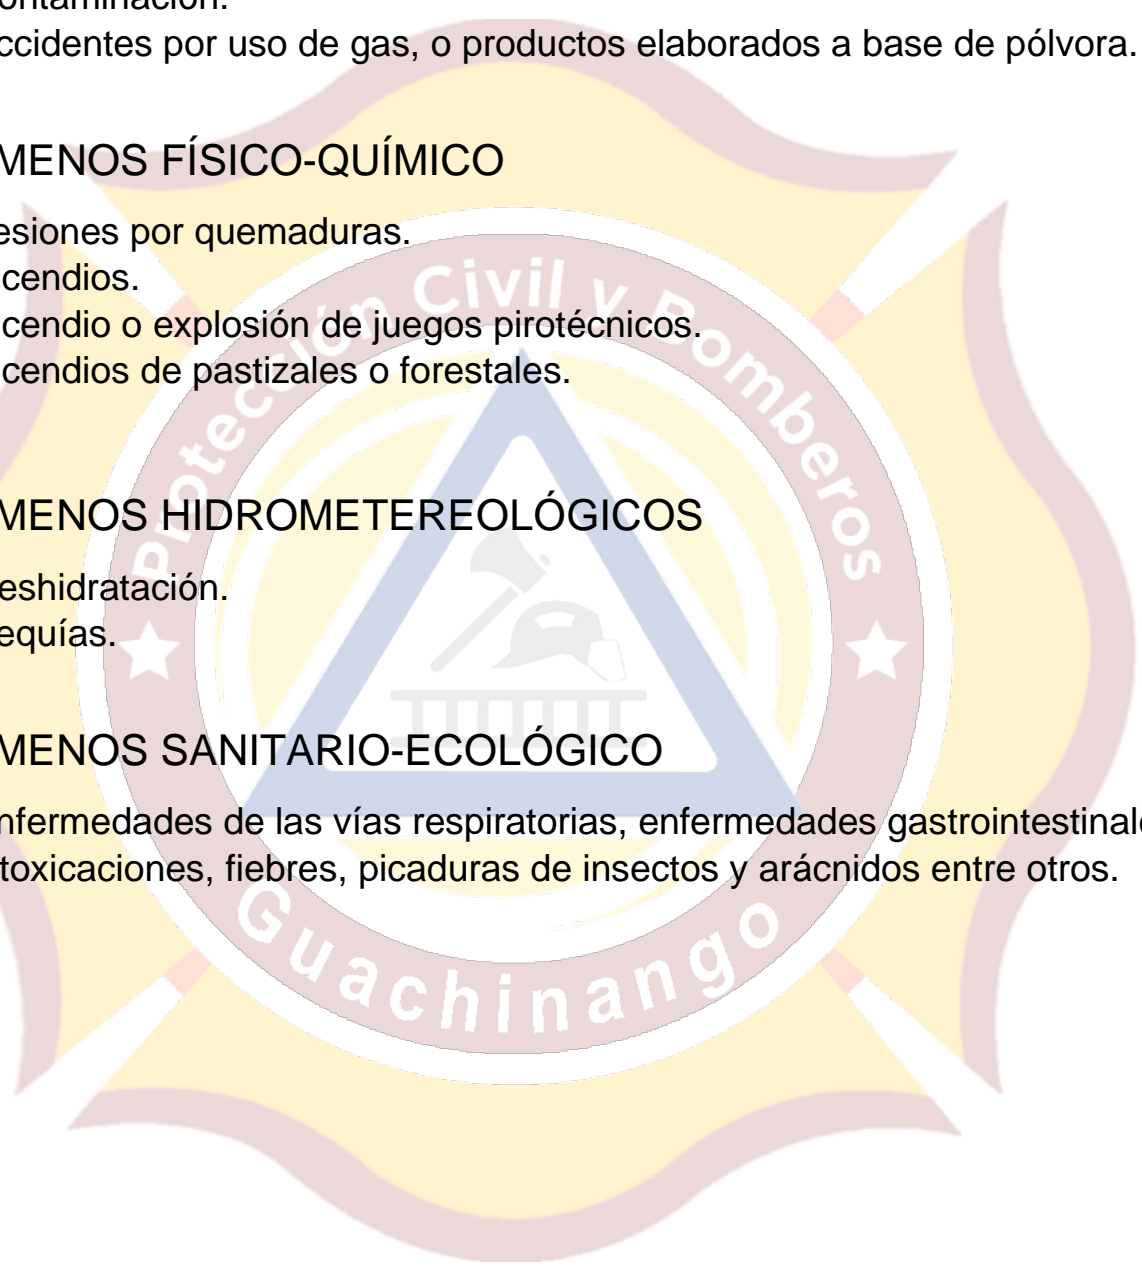 ontaminación.
ccidentes por uso de gas, o productos elaborados a base de pólvora.
MENOS FÍSICO-QUÍMICO
esiones por quemaduras.
cendios.
cendio o explosión de juegos pirotécnicos.
cendios de pastizales o forestales.
MENOS HIDROMETEREOLÓGICOS
eshidratación.
equías.
MENOS SANITARIO-ECOLÓGICO
nfermedades de las vías respiratorias, enfermedades gastrointestinale
toxicaciones, fiebres, picaduras de insectos y arácnidos entre otros.
Protección Civil y Bomberos
Guachinango